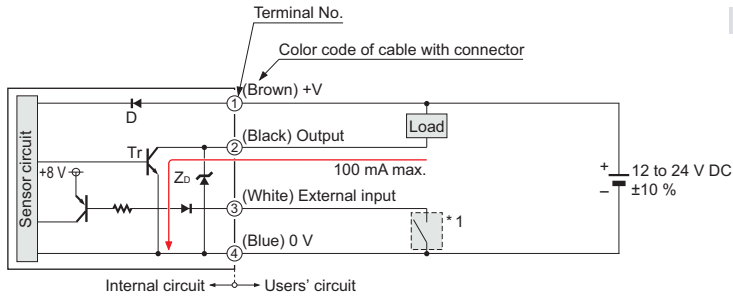 Terminal No.
Color code of cable with connector
(Brown) +V
1
D
Load
(Black) Output
2
Tr
Sensor circuit
+8 V
ZD
100 mA max.
+
12 to 24 V DC
–
±10 %
(White) External input
3
* 1
(Blue) 0 V
4
Internal circuit
Users’ circuit